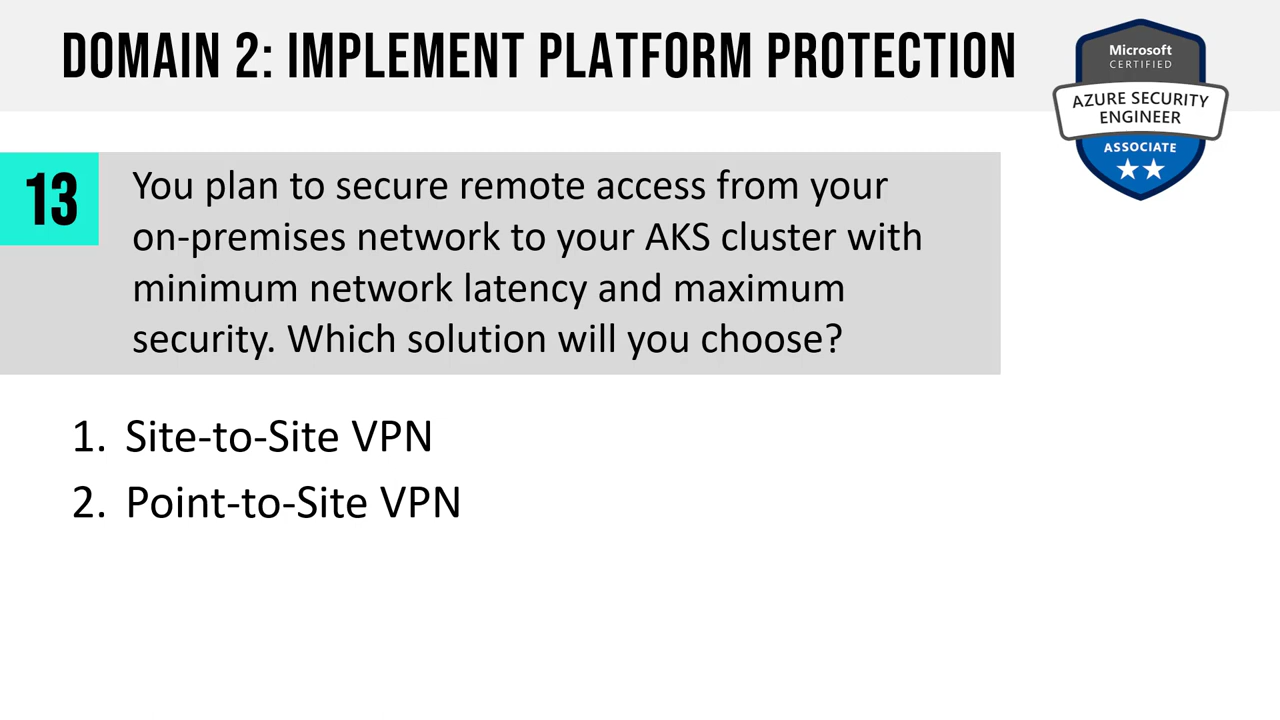 DOMAIN 2: IMPLEMENT PLATFORM PROTECTION
Microsoft
CERTIFIED
AZURE SECURITY
ENGINEER
ASSOCIATE
13
You plan to secure remote access from your
on-premises network to your AKS cluster with
minimum network latency and maximum
security. Which solution will you choose?
1. Site-to-Site VPN
2. Point-to-Site VPN